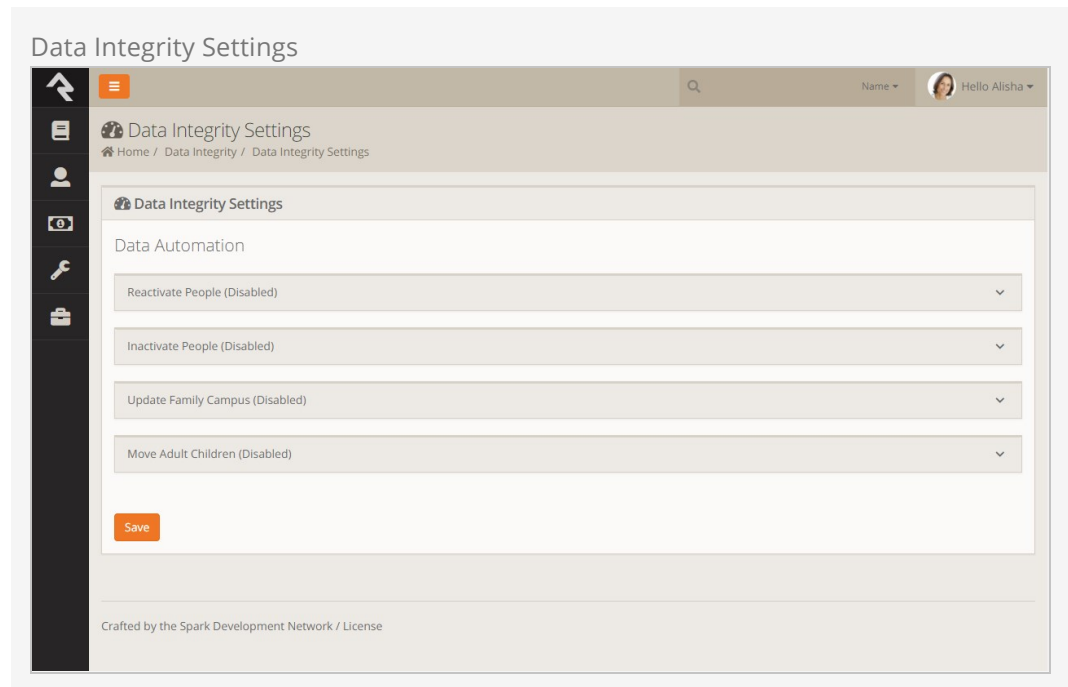 Data Integrity Settings
Name
Hello Alisha
Data Integrity Settings
Home / Data Integrity / Data Integrity Settings
Data Integrity Settings
Data Automation
Reactivate People (Disabled)
Inactivate People (Disabled)
Update Family Campus (Disabled)
Move Adult Children (Disabled)
Save
Crafted by the Spark Development Network / License